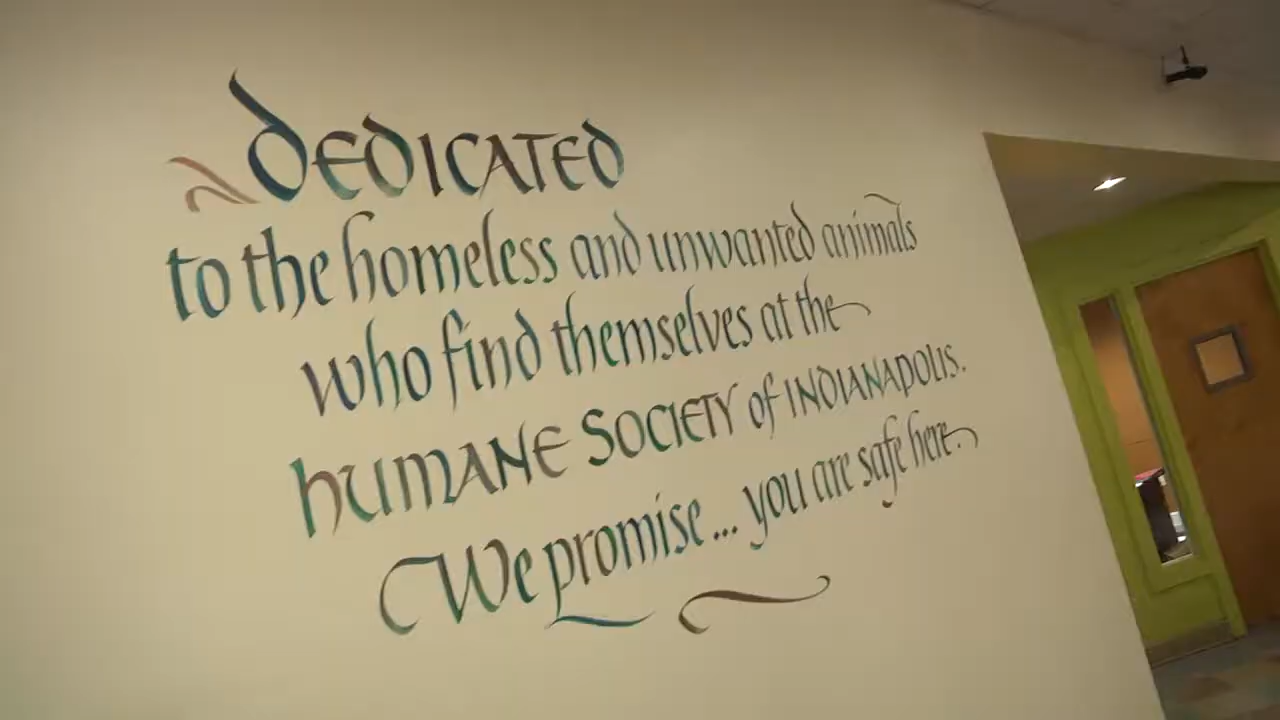 DEDICATED
to the homeless and unwanted animals
who find themselves at the
HUMANE SOCIETY of INDIANAPOLIS.
We promise... you are safe here.